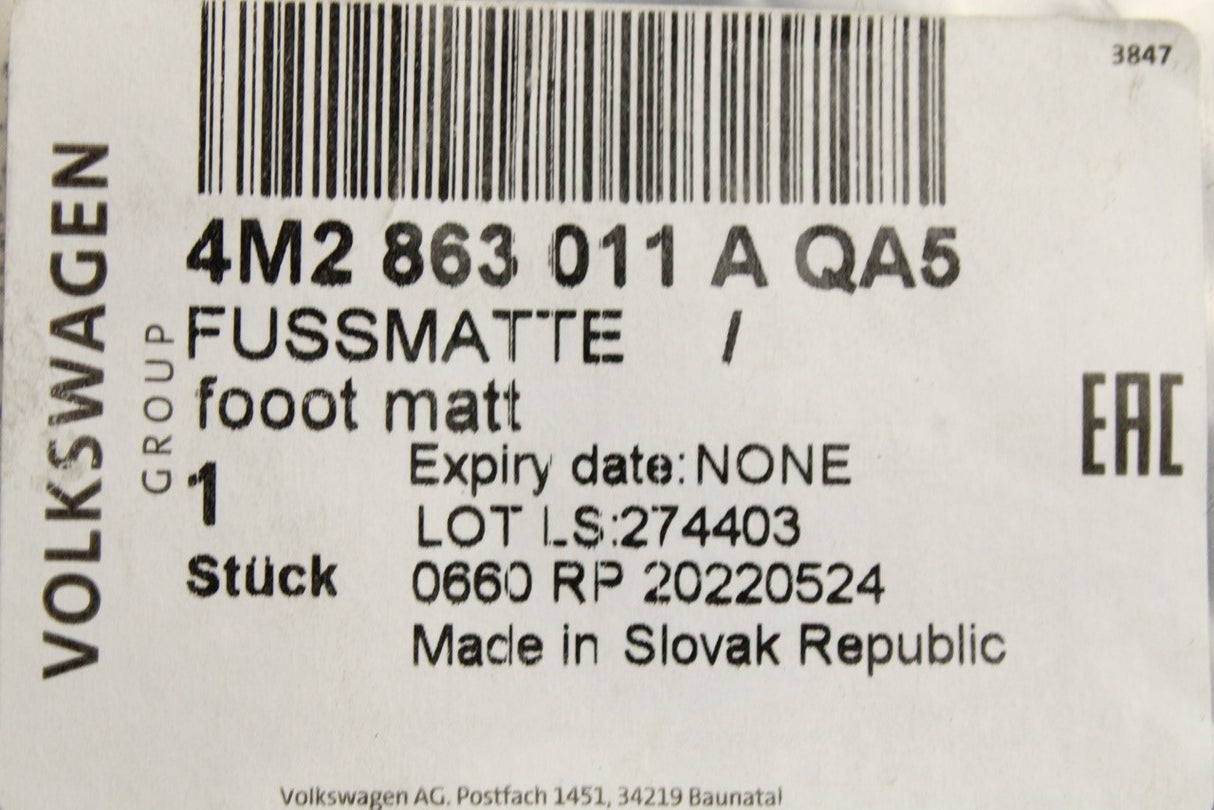 3847
VOLKSWAGEN
GROUP
4M2 863 011 A QA5
FUSSMATTE /
fooot matt
1
Stück
Expiry date:NONE
LOT LS:274403
0660 RP 20220524
Made in Slovak Republic
EAC
Volkswagen AG. Postfach 1451, 34219 Baunatal